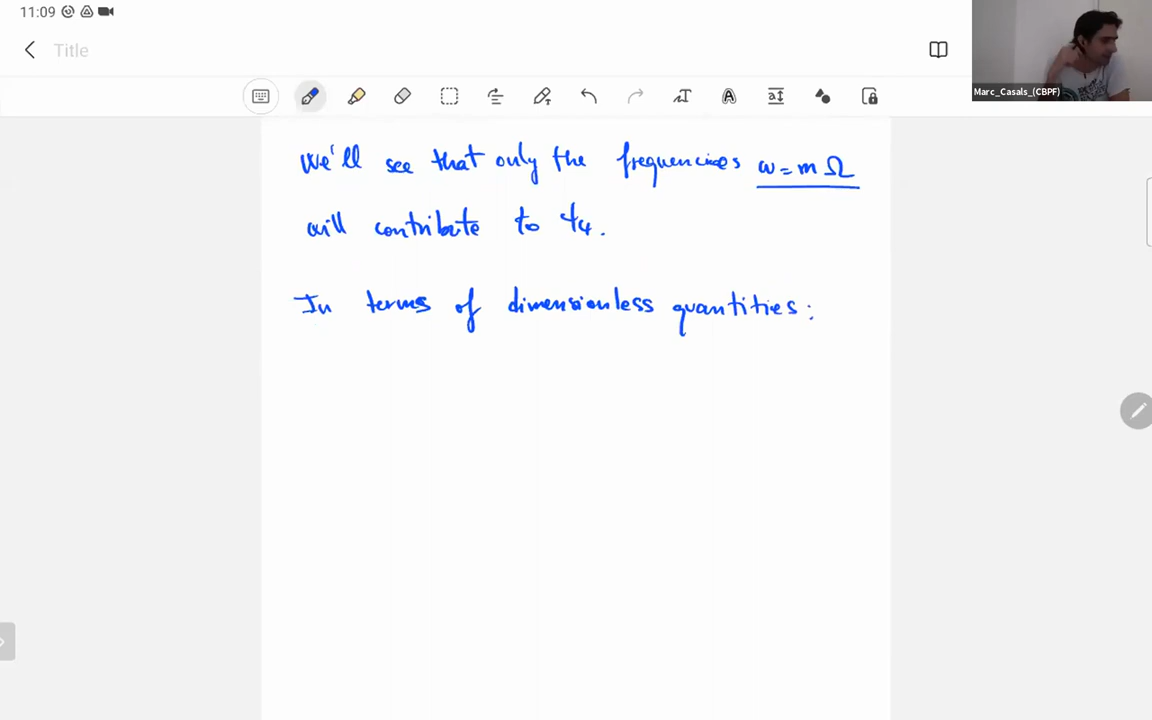 11:09
Title
Marc_Casals_(CBPF)
We'll see that only the frequencies ω = m Ω
will contribute to ψ₄.
In terms of dimensionless quantities: